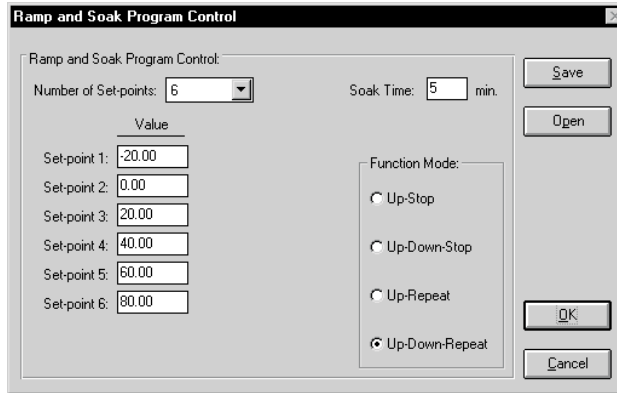 Ramp and Soak Program Control
Ramp and Soak Program Control:
Number of Set-points: 6
Soak Time: 5 min.
Value
Set-point 1: -20.00
Set-point 2: 0.00
Set-point 3: 20.00
Set-point 4: 40.00
Set-point 5: 60.00
Set-point 6: 80.00
Function Mode:
Up-Stop
Up-Down-Stop
Up-Repeat
Up-Down-Repeat
Save
Open
OK
Cancel